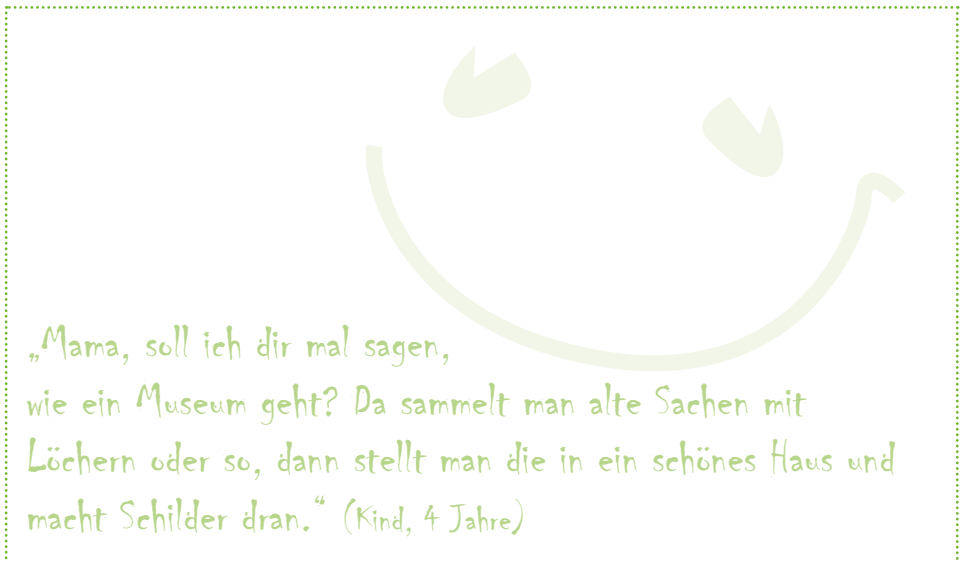 „Mama, soll ich dir mal sagen,
wie ein Museum geht? Da sammelt man alte Sachen mit
Löchern oder so, dann stellt man die in ein schönes Haus und
macht Schilder dran.“ (Kind, 4 Jahre)